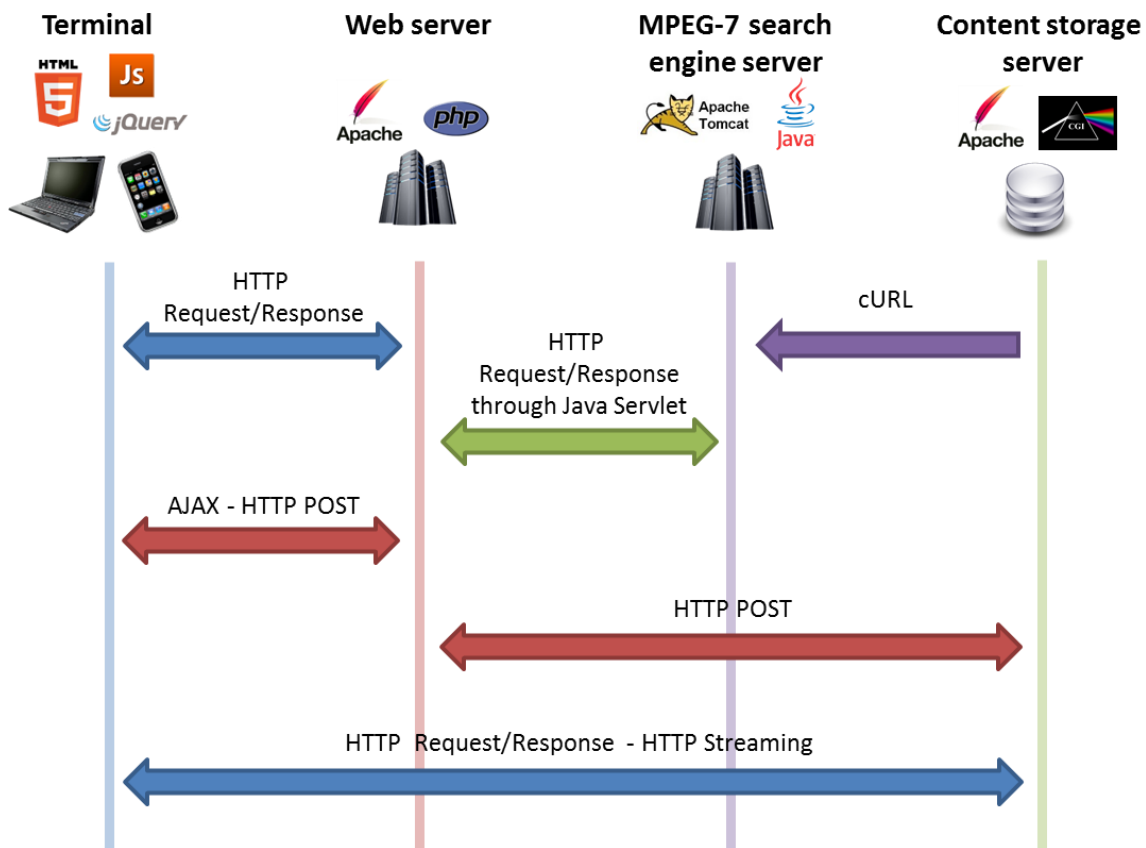 Terminal
Web server
MPEG-7 search
engine server
Content storage
server
HTML
5
Js
jQuery
Apache
php
Apache
Tomcat
Java
Apache
CGI
HTTP
Request/Response
cURL
HTTP
Request/Response
through Java Servlet
AJAX - HTTP POST
HTTP POST
HTTP Request/Response - HTTP Streaming